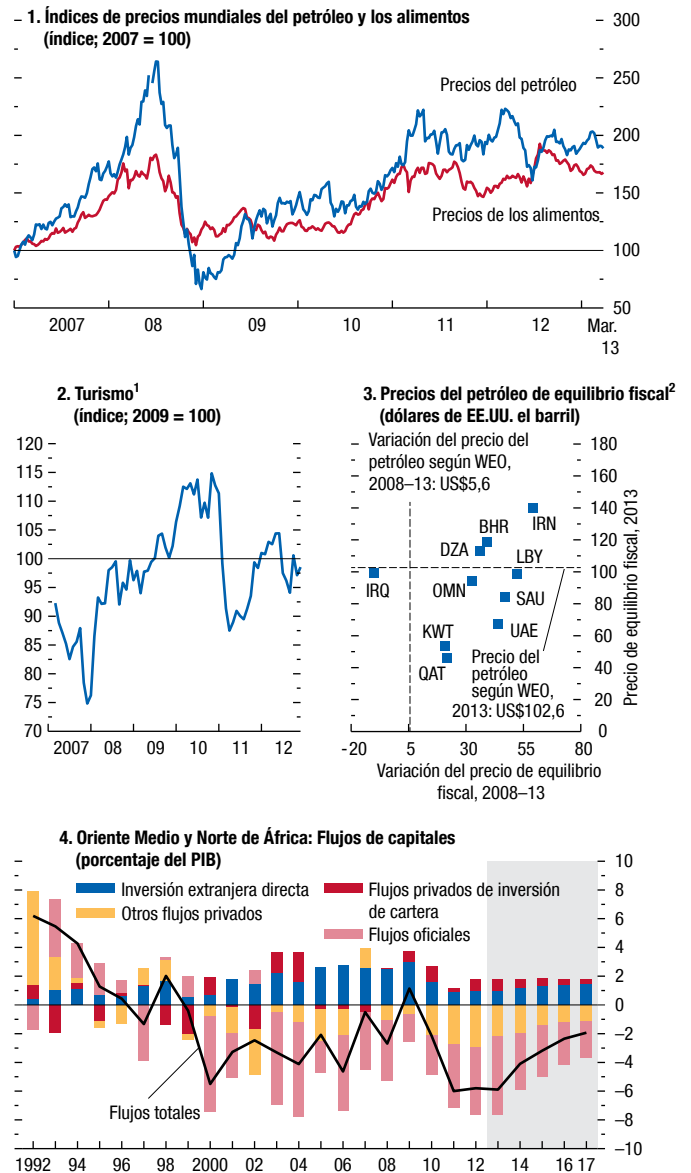 1. Índices de precios mundiales del petróleo y los alimentos
(índice; 2007 = 100)
300
250
200
150
100
50
Precios del petróleo
Precios de los alimentos
2007 08 09 10 11 12 Mar.
13
2. Turismo1
(índice; 2009 = 100)
120
115
110
105
100
95
90
85
80
75
70
2007 08 09 10 11 12
3. Precios del petróleo de equilibrio fiscal2
(dólares de EE.UU. el barril)
Variación del precio del
petróleo según WEO,
2008–13: US$5,6
180
160
140
120
100
80
60
40
20
0
IRN
BHR
DZA
LBY
IRQ
OMN
SAU
KWT
UAE
QAT
Precio del
petróleo
según WEO,
2013: US$102,6
Precio de equilibrio fiscal, 2013
-20 5 30 55 80
Variación del precio de equilibrio
fiscal, 2008–13
4. Oriente Medio y Norte de África: Flujos de capitales
(porcentaje del PIB)
Inversión extranjera directa
Otros flujos privados
Flujos privados de inversión
de cartera
Flujos oficiales
10
8
6
4
2
0
–2
–4
–6
–8
–10
Flujos totales
1992 94 96 98 2000 02 04 06 08 10 12 14 16 17